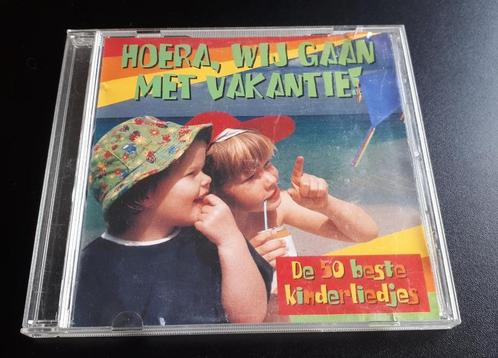 HOERA, WIJ GAAN
MET VAKANTIE!
De 50 beste
kinderliedjes